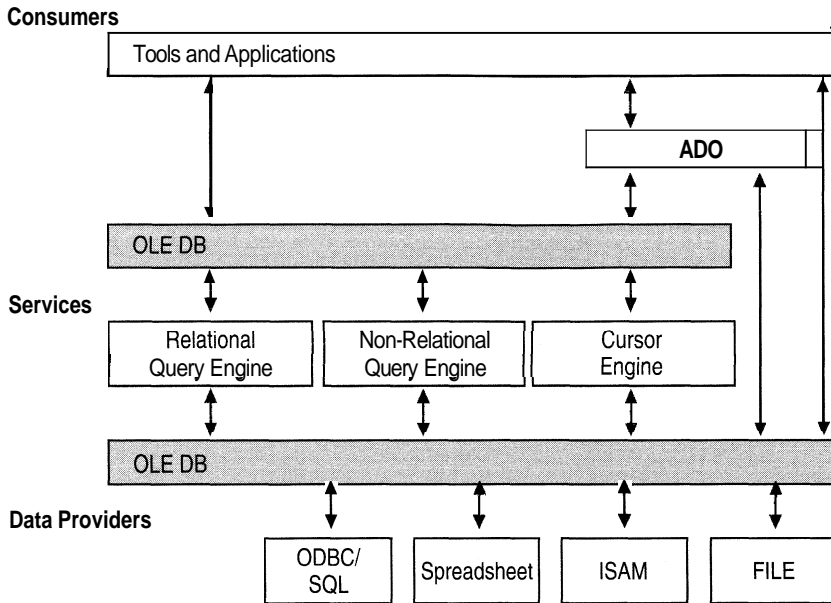 Consumers
Tools and Applications
ADO
OLE DB
Services
Relational
Query Engine
Non-Relational
Query Engine
Cursor
Engine
OLE DB
Data Providers
ODBC/
SQL
Spreadsheet
ISAM
FILE